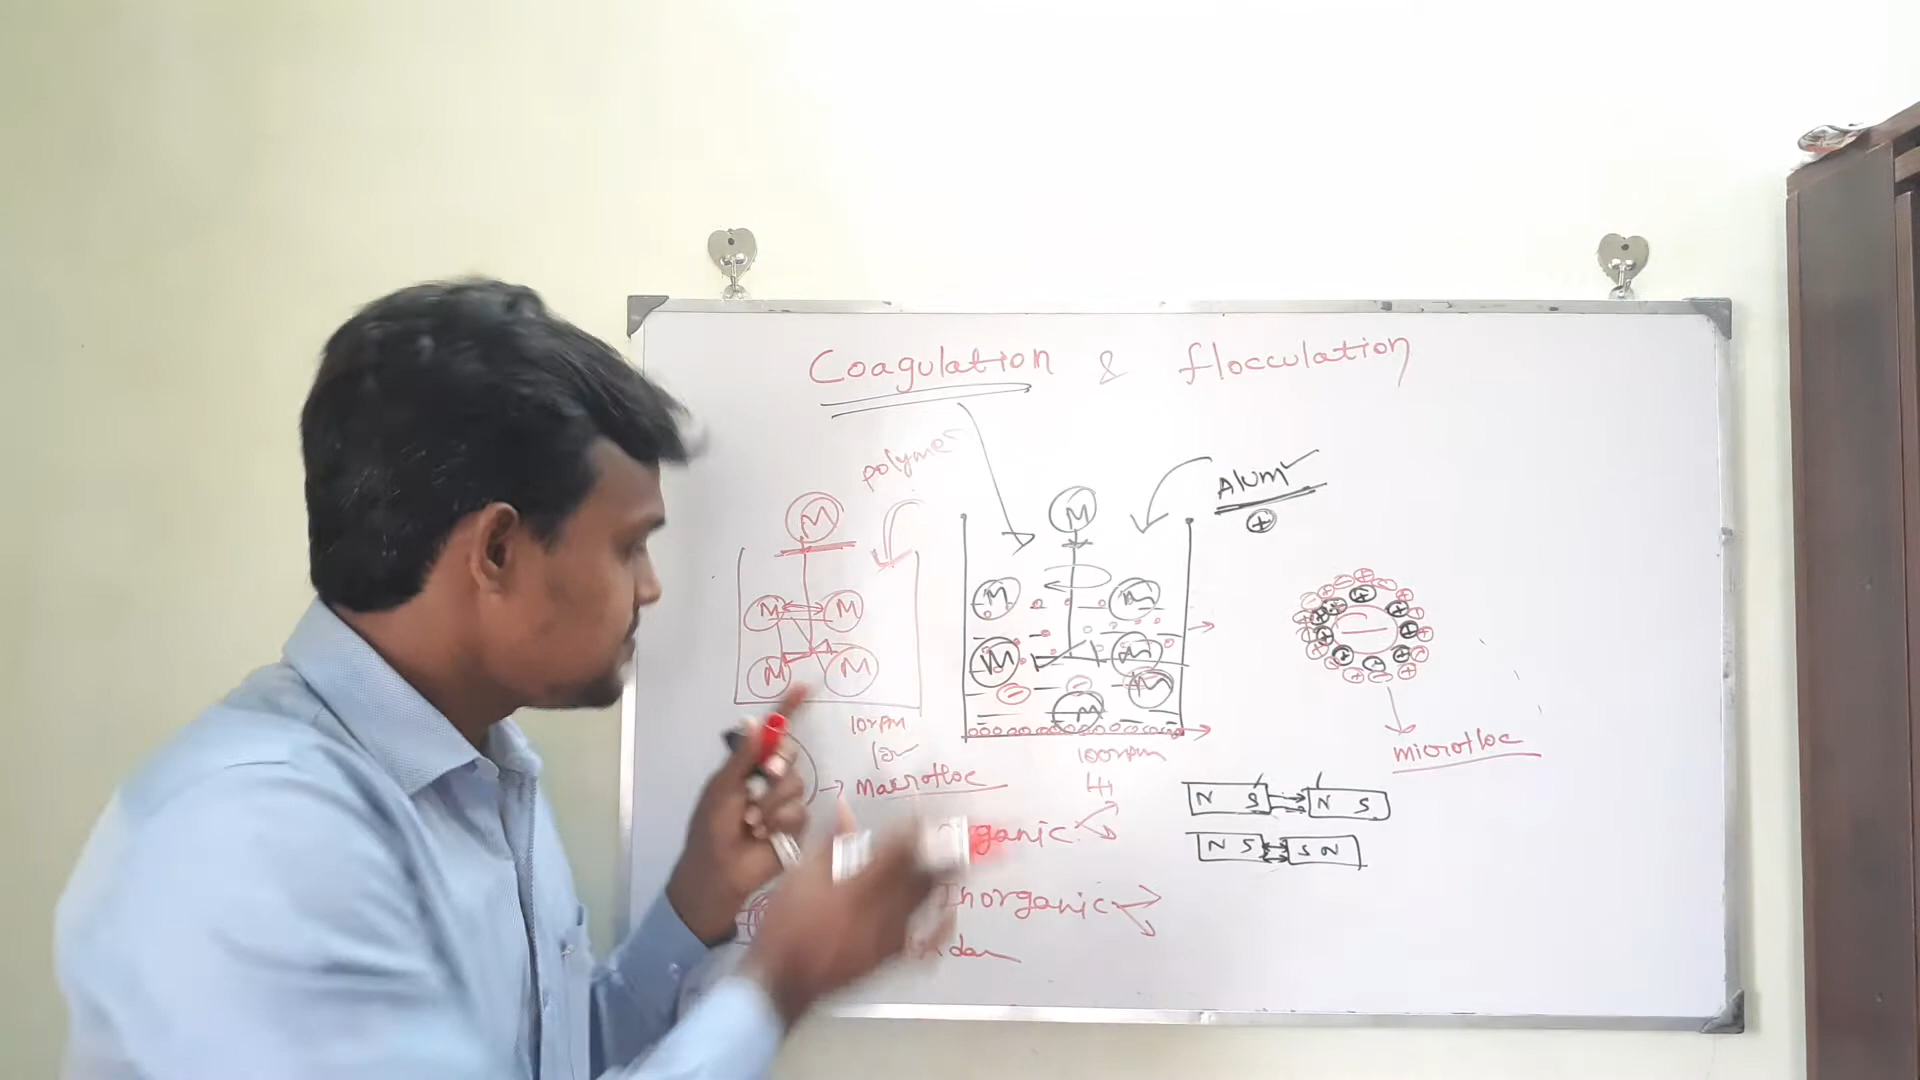 Coagulation & flocculation
polymer
Alum
+
M
M
M M
M M
M M
M M
M M
10rpm
100rpm
microfloc
Macrofloc
N S N S
N S S N
ganic
Inorganic